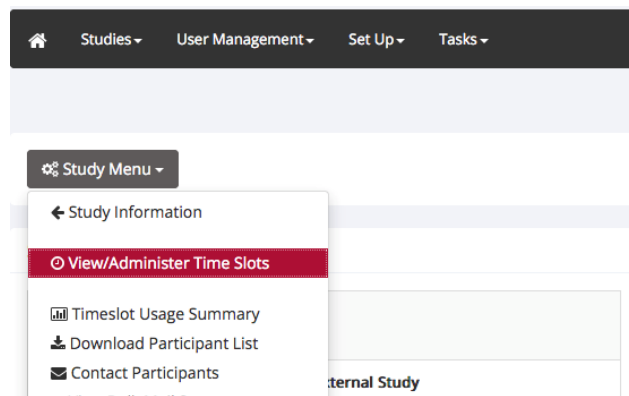 Studies User Management Set Up Tasks
Study Menu
Study Information
View/Administer Time Slots
Timeslot Usage Summary
Download Participant List
Contact Participants
ternal Study